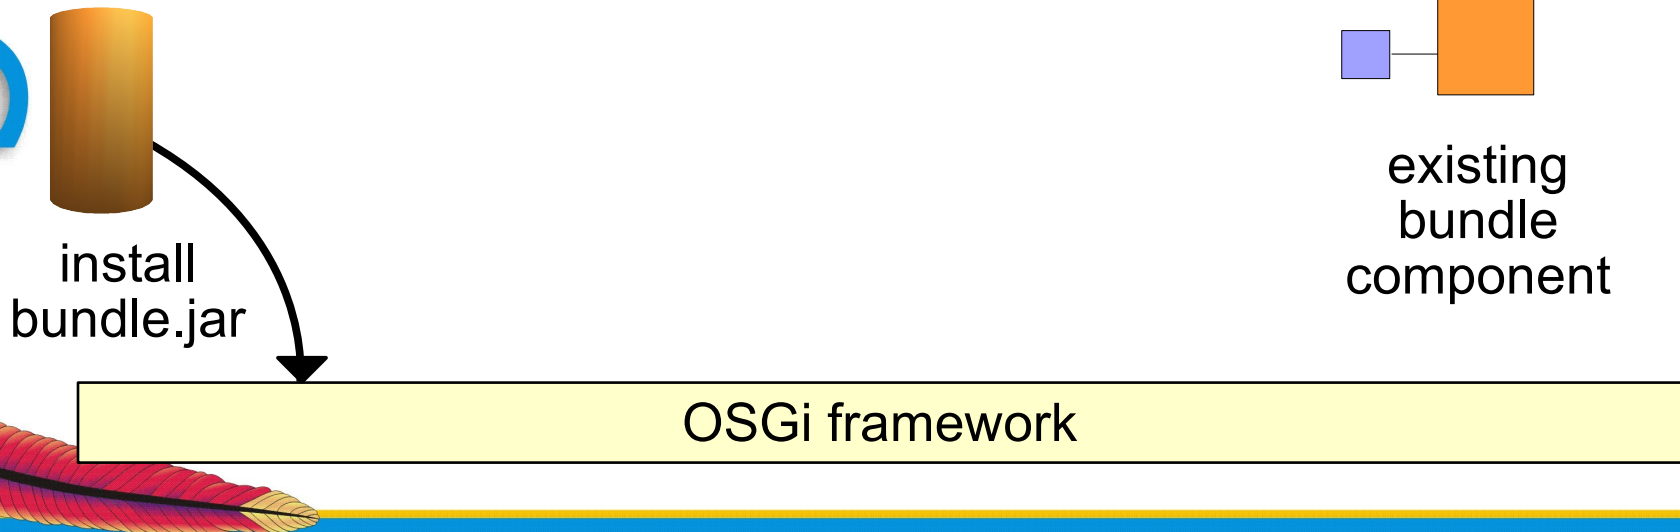 install
bundle.jar
existing
bundle
component
OSGi framework